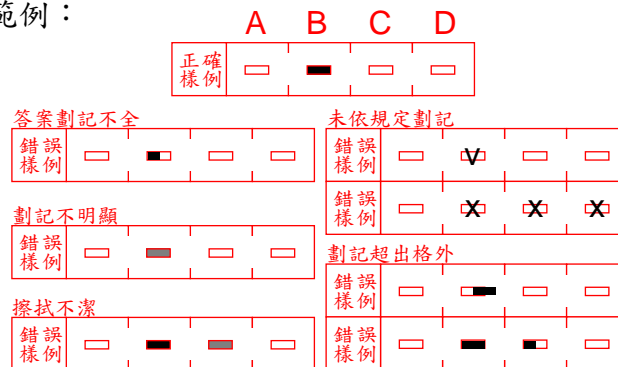 範例：
A B C D
正確
樣例
答案劃記不全
錯誤
樣例
劃記不明顯
錯誤
樣例
擦拭不潔
錯誤
樣例
未依規定劃記
錯誤
樣例
V
錯誤
樣例
X X X
劃記超出格外
錯誤
樣例
錯誤
樣例